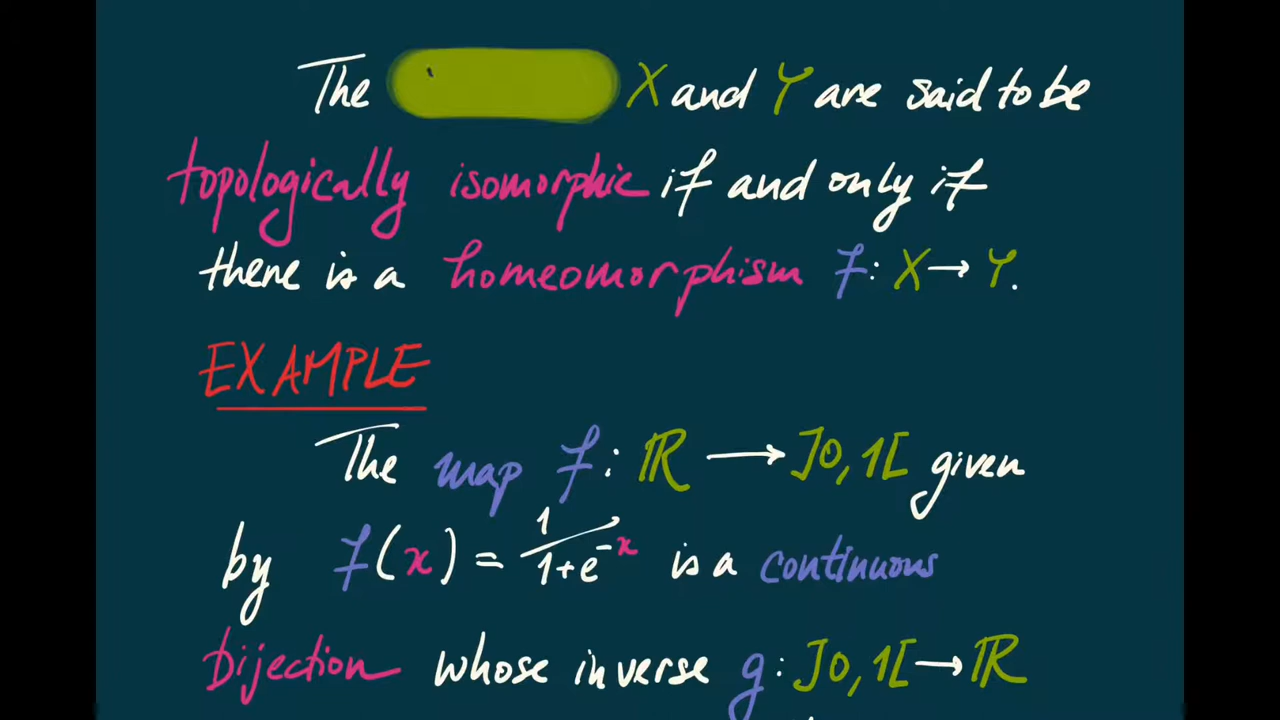 The X and Y are said to be
topologically isomorphic if and only if
there is a homeomorphism f: X → Y.
EXAMPLE
The map f: ℝ → ]0,1[ given
by f(x) = 1/1+e^-x is a continuous
bijection whose inverse g: ]0,1[ → ℝ